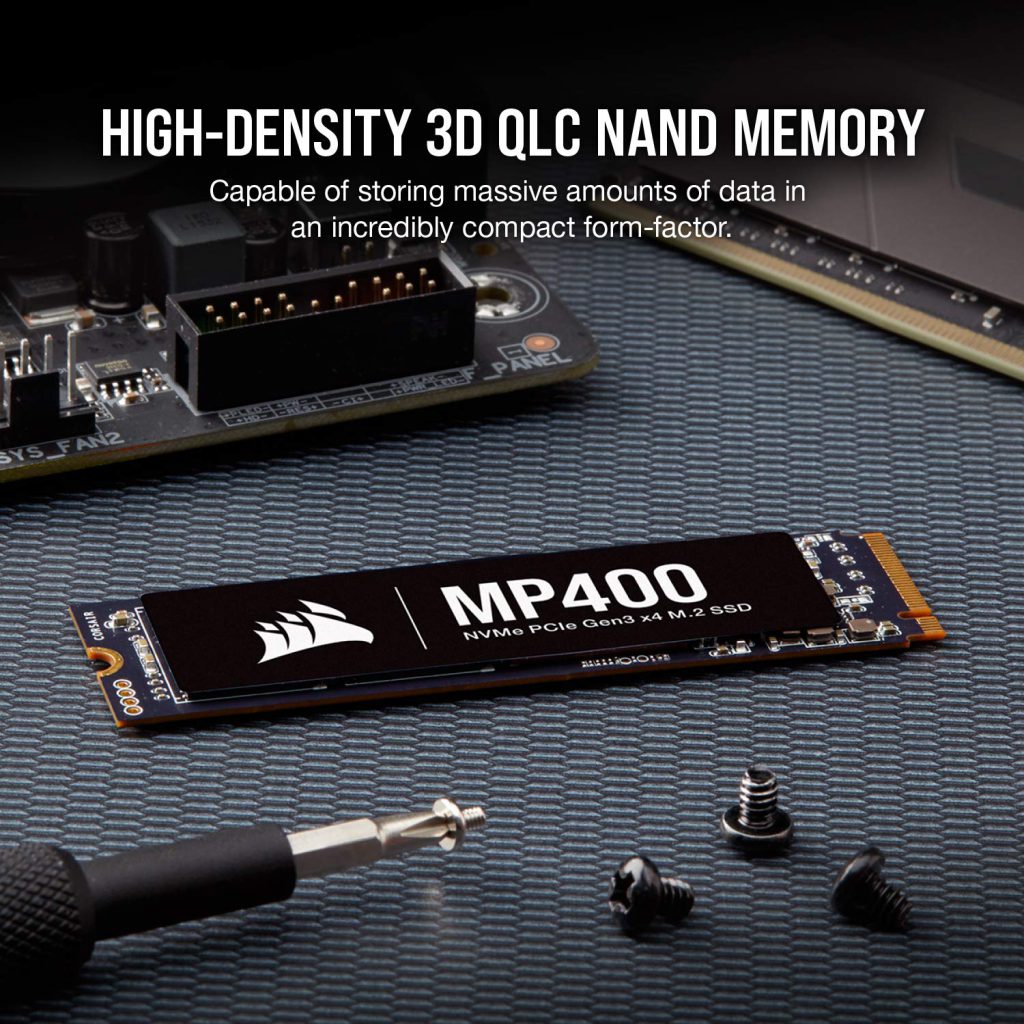 HIGH-DENSITY 3D QLC NAND MEMORY
Capable of storing massive amounts of data in
an incredibly compact form-factor.
F_PANEL
SYS_FAN2
CORSAIR
MP400
NVMe PCIe Gen3 x4 M.2 SSD